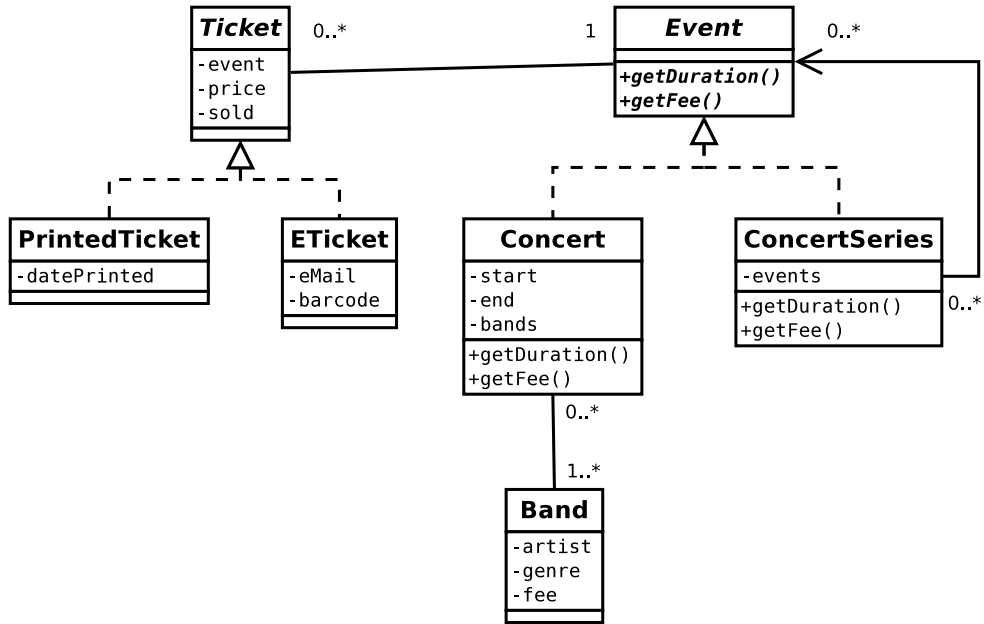 Ticket
-event
-price
-sold
0..*
1
Event
+getDuration()
+getFee()
0..*
PrintedTicket
-datePrinted
ETicket
-eMail
-barcode
Concert
-start
-end
-bands
+getDuration()
+getFee()
ConcertSeries
-events
+getDuration()
+getFee()
0..*
0..*
1..*
Band
-artist
-genre
-fee